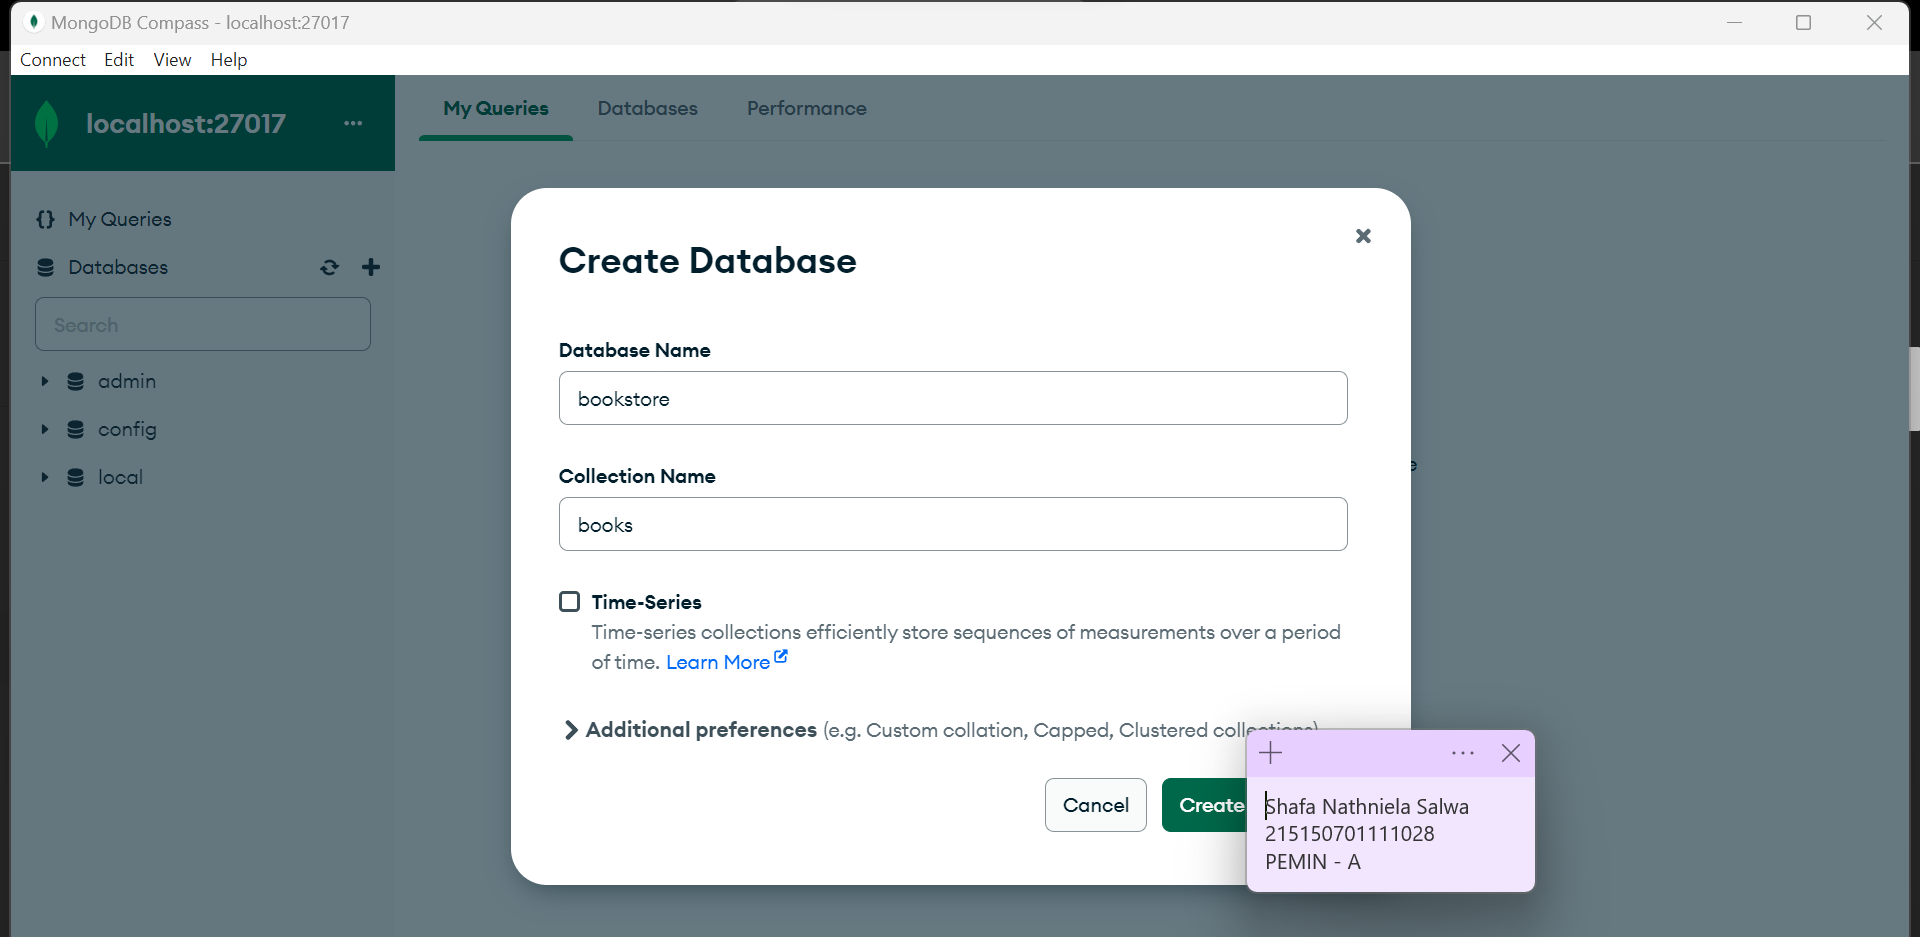 MongoDB Compass - localhost:27017
Connect Edit View Help
localhost:27017 ...
My Queries Databases Performance
{} My Queries
Databases
Search
admin
config
local
Create Database
Database Name
bookstore
Collection Name
books
Time-Series
Time-series collections efficiently store sequences of measurements over a period
of time. Learn More
Additional preferences (e.g. Custom collation, Capped, Clustered collections)
Cancel Create
Shafa Nathniela Salwa
215150701111028
PEMIN - A